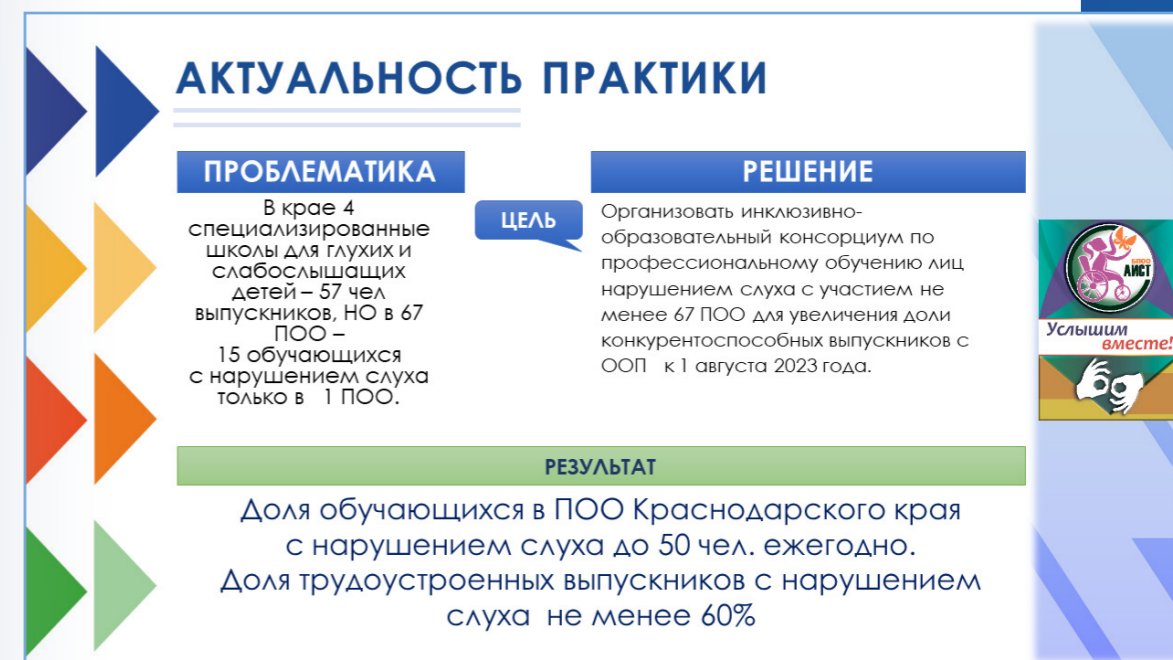 АКТУАЛЬНОСТЬ ПРАКТИКИ
ПРОБЛЕМАТИКА
В крае 4
специализированные
школы для глухих и
слабослышащих
детей – 57 чел
выпускников, НО в 67
ПОО –
15 обучающихся
с нарушением слуха
только в 1 ПОО.
ЦЕЛЬ
РЕШЕНИЕ
Организовать инклюзивно-
образовательный консорциум по
профессиональному обучению лиц
нарушением слуха с участием не
менее 67 ПОО для увеличения доли
конкурентоспособных выпускников с
ООП к 1 августа 2023 года.
БПОО
АИСТ
Услышим
вместе!
РЕЗУЛЬТАТ
Доля обучающихся в ПОО Краснодарского края
с нарушением слуха до 50 чел. ежегодно.
Доля трудоустроенных выпускников с нарушением
слуха не менее 60%